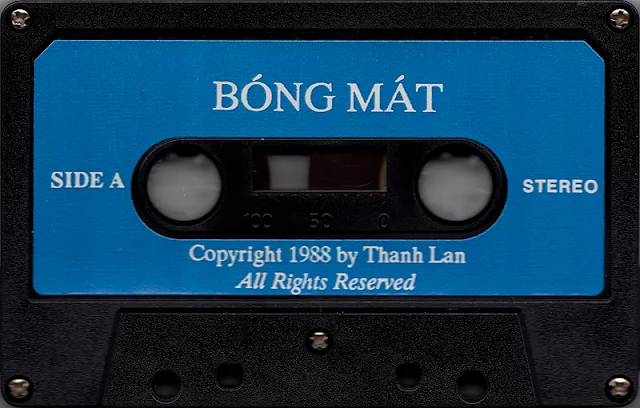 BÓNG MÁT
SIDE A
STEREO
100 50 0
Copyright 1988 by Thanh Lan
All Rights Reserved